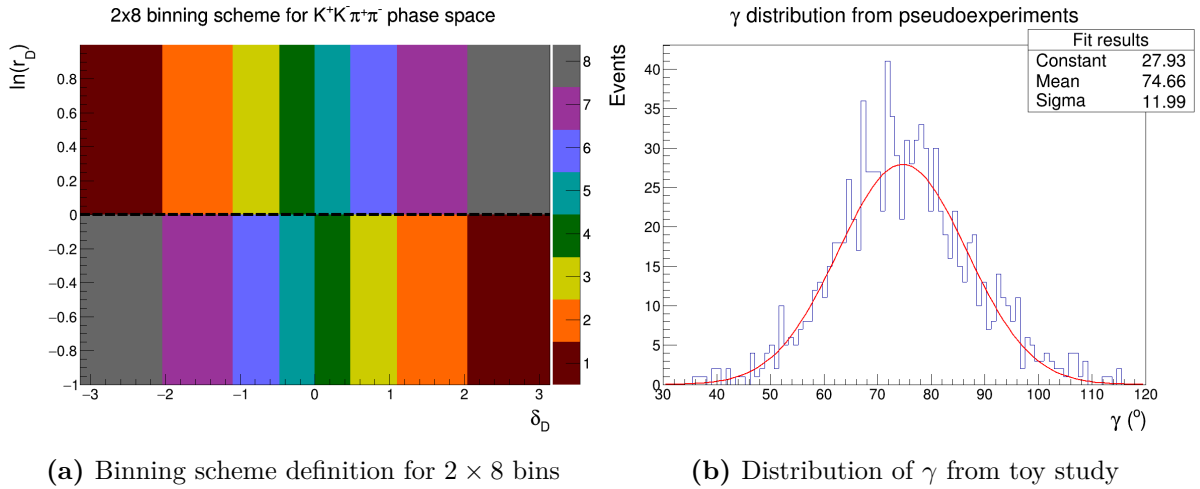 2x8 binning scheme for K⁺K⁻π⁺π⁻ phase space
ln(r_D)
0.8
0.6
0.4
0.2
0
−0.2
−0.4
−0.6
−0.8
−1
−3 −2 −1 0 1 2 3
δ_D
8
7
6
5
4
3
2
1
(a) Binning scheme definition for 2 × 8 bins
γ distribution from pseudoexperiments
Fit results
Constant 27.93
Mean 74.66
Sigma 11.99
Events
40
35
30
25
20
15
10
5
0
30 40 50 60 70 80 90 100 110 120
γ (°)
(b) Distribution of γ from toy study